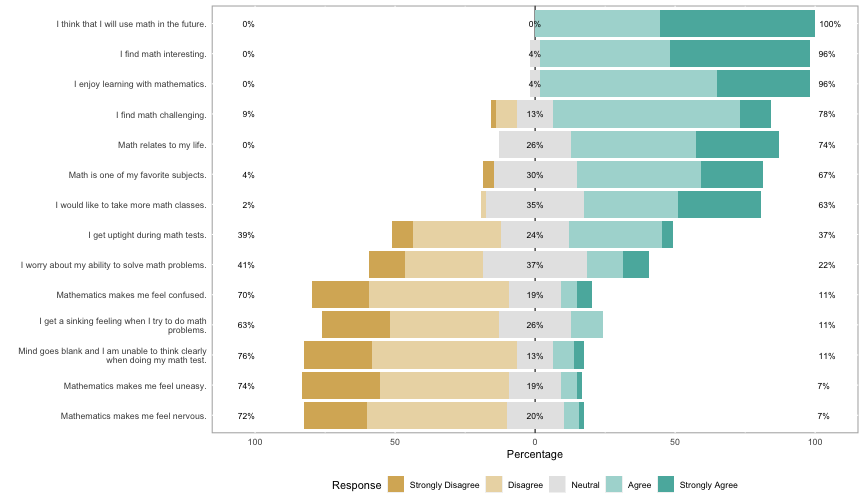 I think that I will use math in the future. 0% 0% 100%
I find math interesting. 0% 4% 96%
I enjoy learning with mathematics. 0% 4% 96%
I find math challenging. 9% 13% 78%
Math relates to my life. 0% 26% 74%
Math is one of my favorite subjects. 4% 30% 67%
I would like to take more math classes. 2% 35% 63%
I get uptight during math tests. 39% 24% 37%
I worry about my ability to solve math problems. 41% 37% 22%
Mathematics makes me feel confused. 70% 19% 11%
I get a sinking feeling when I try to do math
problems. 63% 26% 11%
Mind goes blank and I am unable to think clearly
when doing my math test. 76% 13% 11%
Mathematics makes me feel uneasy. 74% 19% 7%
Mathematics makes me feel nervous. 72% 20% 7%
100 50 0 50 100
Percentage
Response Strongly Disagree Disagree Neutral Agree Strongly Agree